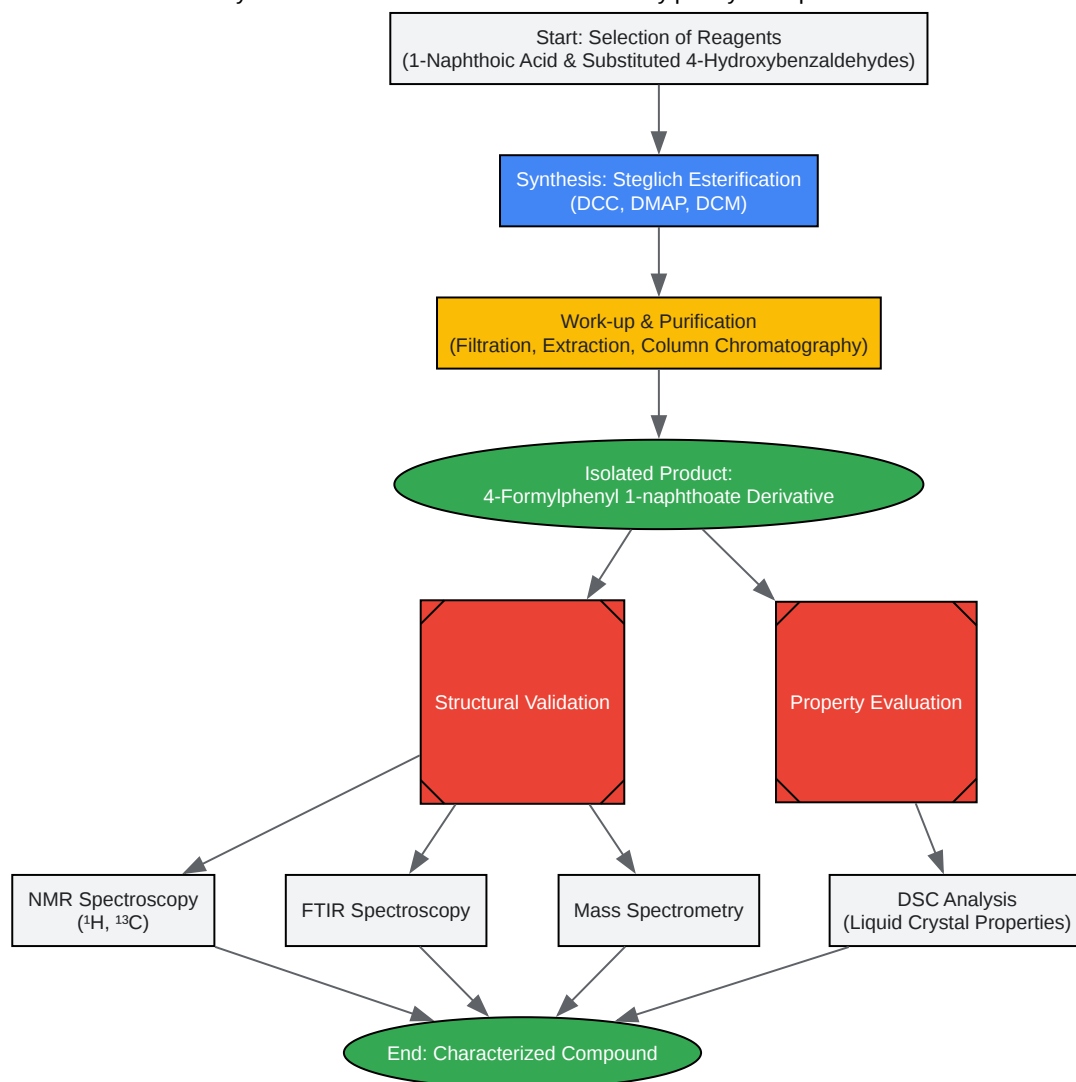 Start: Selection of Reagents
(1-Naphthoic Acid & Substituted 4-Hydroxybenzaldehydes)
Synthesis: Steglich Esterification
(DCC, DMAP, DCM)
Work-up & Purification
(Filtration, Extraction, Column Chromatography)
Isolated Product:
4-Formylphenyl 1-naphthoate Derivative
Structural Validation
Property Evaluation
NMR Spectroscopy
(¹H, ¹³C)
FTIR Spectroscopy
Mass Spectrometry
DSC Analysis
(Liquid Crystal Properties)
End: Characterized Compound